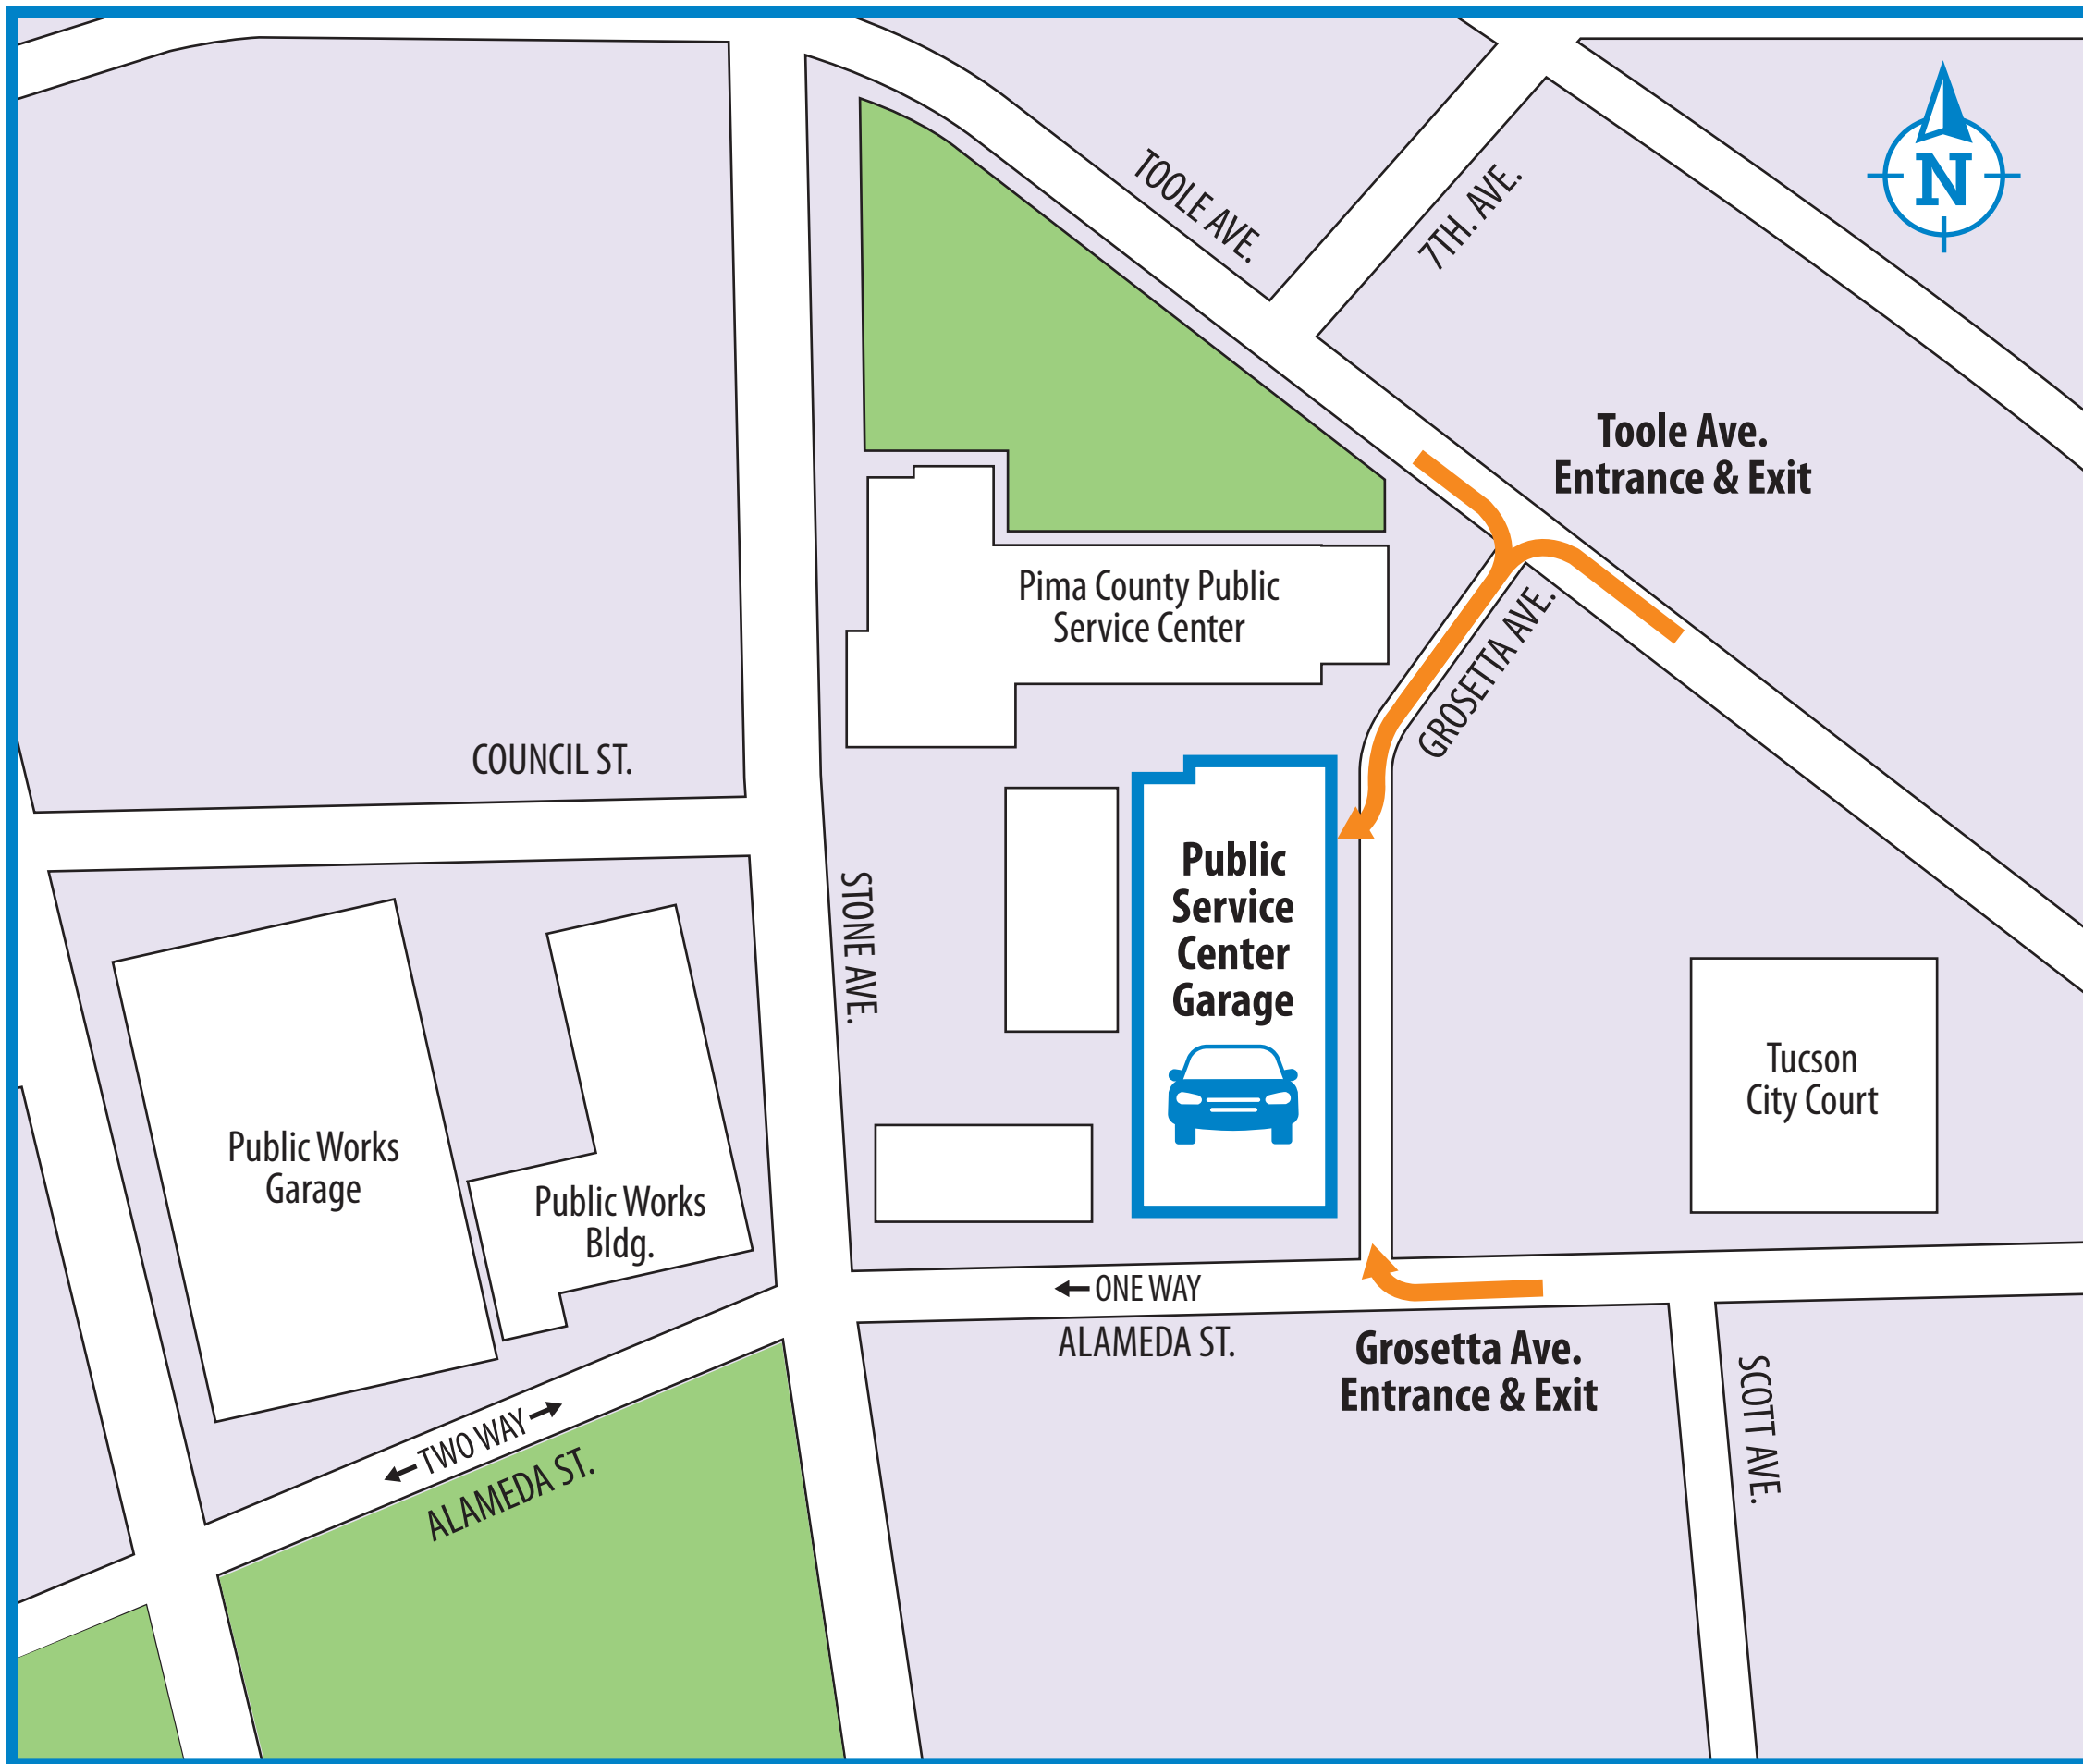 N
TOOLE AVE.
7TH. AVE.
Toole Ave.
Entrance & Exit
Pima County Public
Service Center
GROSETTA AVE.
COUNCIL ST.
STONE AVE.
Public
Service
Center
Garage
Tucson
City Court
Public Works
Garage
Public Works
Bldg.
ONE WAY
ALAMEDA ST.
Grosetta Ave.
Entrance & Exit
SCOTT AVE.
TWO WAY
ALAMEDA ST.